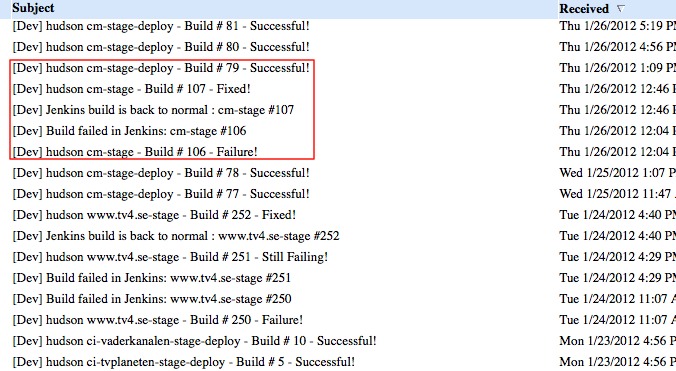 Subject Received
[Dev] hudson cm-stage-deploy - Build # 81 - Successful! Thu 1/26/2012 5:19 PM
[Dev] hudson cm-stage-deploy - Build # 80 - Successful! Thu 1/26/2012 4:56 PM
[Dev] hudson cm-stage-deploy - Build # 79 - Successful! Thu 1/26/2012 1:09 PM
[Dev] hudson cm-stage - Build # 107 - Fixed! Thu 1/26/2012 12:46 P
[Dev] Jenkins build is back to normal : cm-stage #107 Thu 1/26/2012 12:46 P
[Dev] Build failed in Jenkins: cm-stage #106 Thu 1/26/2012 12:04 P
[Dev] hudson cm-stage - Build # 106 - Failure! Thu 1/26/2012 12:04 P
[Dev] hudson cm-stage-deploy - Build # 78 - Successful! Wed 1/25/2012 1:07 P
[Dev] hudson cm-stage-deploy - Build # 77 - Successful! Wed 1/25/2012 11:47
[Dev] hudson www.tv4.se-stage - Build # 252 - Fixed! Tue 1/24/2012 4:40 PM
[Dev] Jenkins build is back to normal : www.tv4.se-stage #252 Tue 1/24/2012 4:40 PM
[Dev] hudson www.tv4.se-stage - Build # 251 - Still Failing! Tue 1/24/2012 4:29 PM
[Dev] Build failed in Jenkins: www.tv4.se-stage #251 Tue 1/24/2012 4:29 PM
[Dev] Build failed in Jenkins: www.tv4.se-stage #250 Tue 1/24/2012 11:07 A
[Dev] hudson www.tv4.se-stage - Build # 250 - Failure! Tue 1/24/2012 11:07 A
[Dev] hudson ci-vaderkanalen-stage-deploy - Build # 10 - Successful! Mon 1/23/2012 4:56 P
[Dev] hudson ci-tvplaneten-stage-deploy - Build # 5 - Successful! Mon 1/23/2012 4:56 P